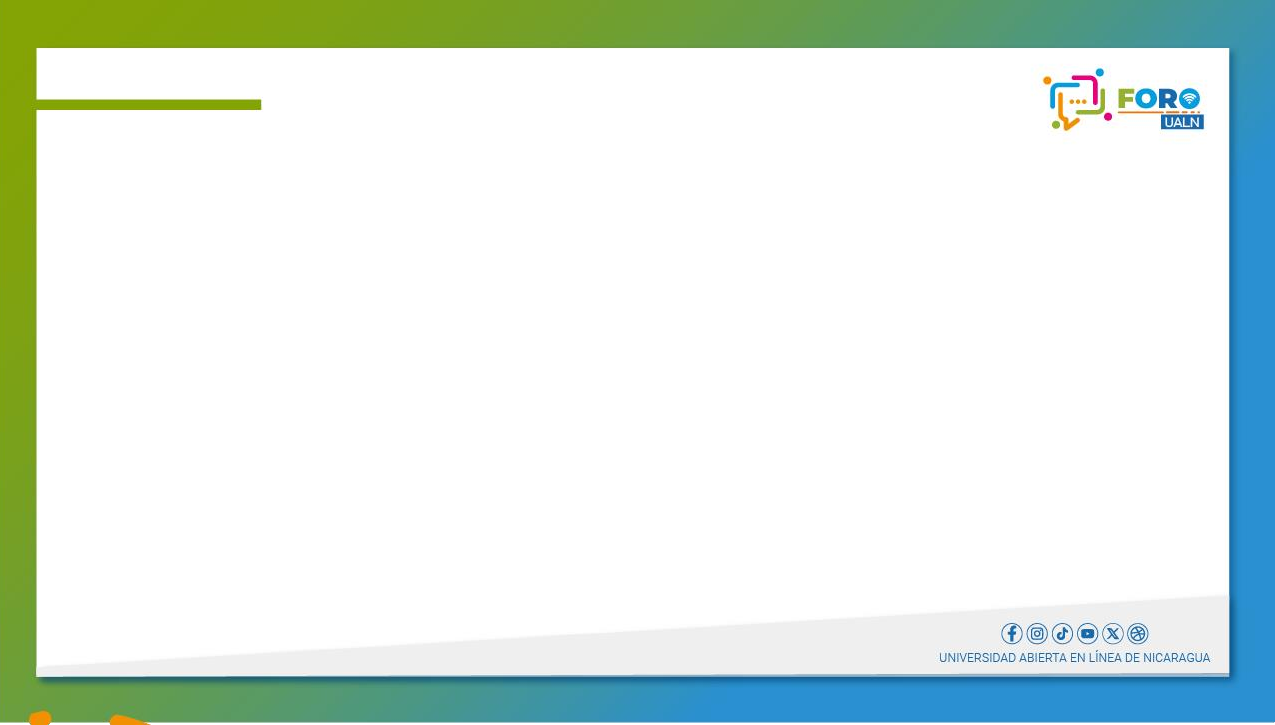 FORO
UALN
UNIVERSIDAD ABIERTA EN LÍNEA DE NICARAGUA